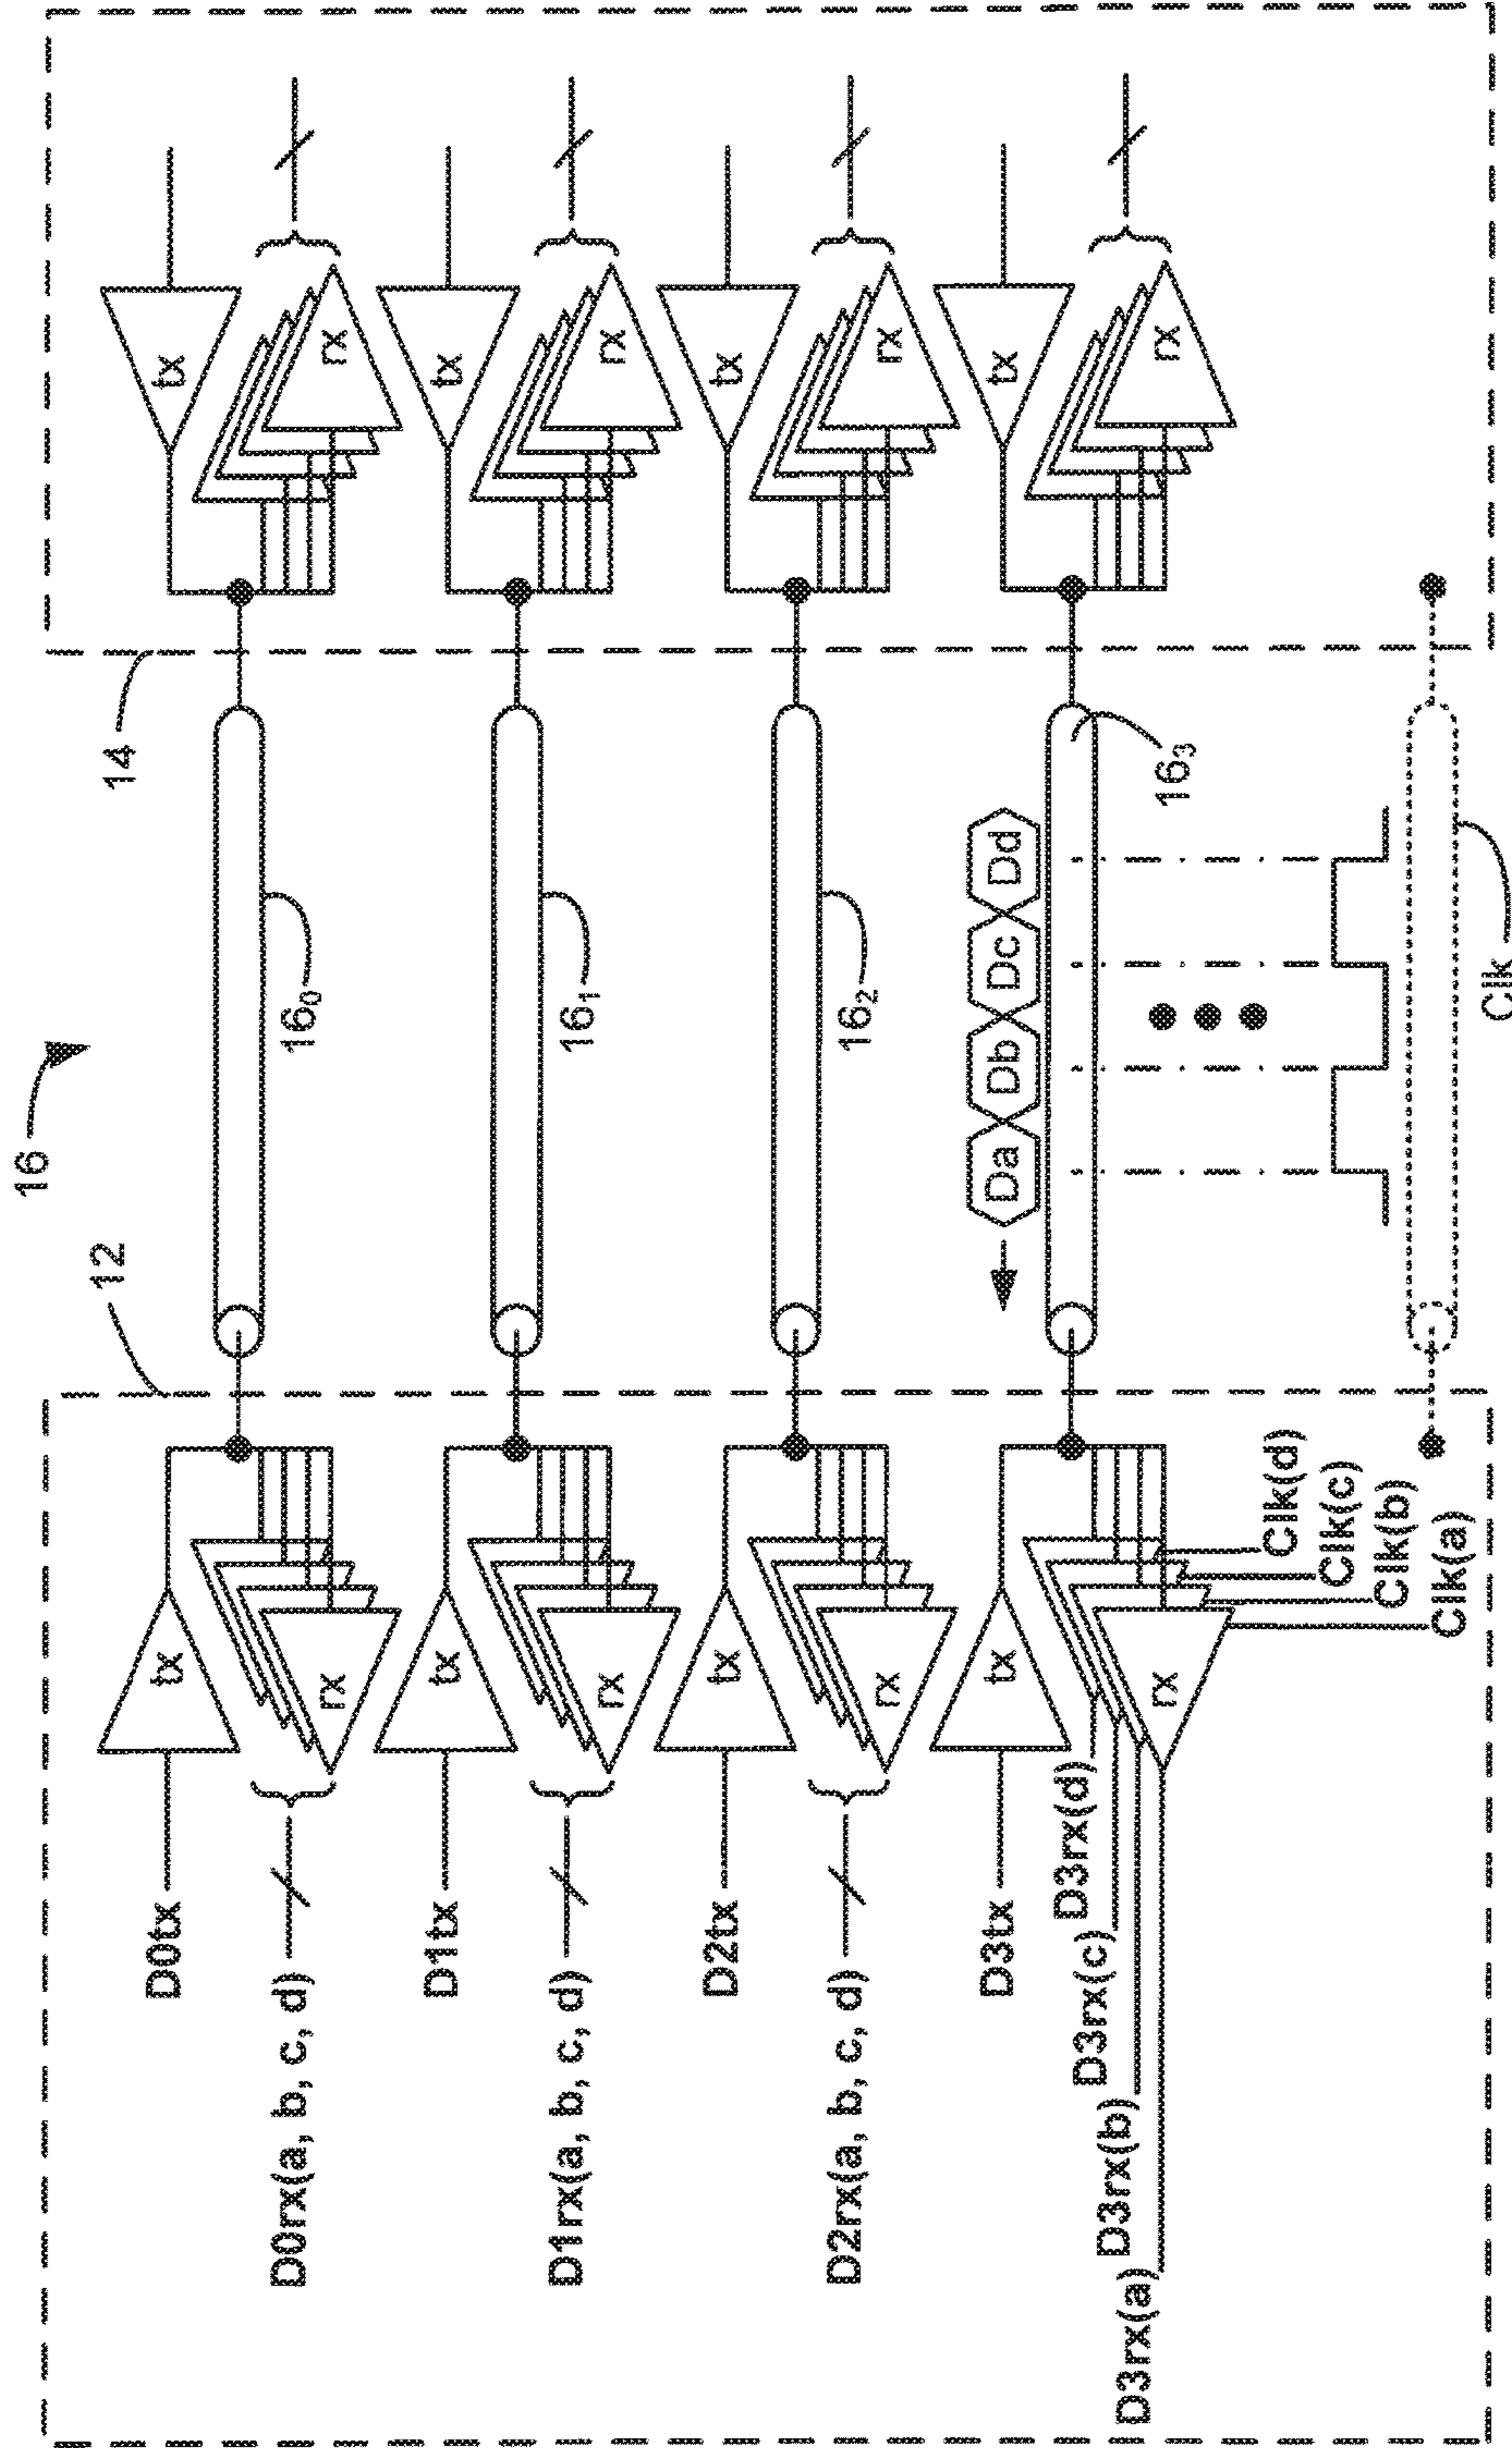 16
12
14
D0tx
tx
tx
D0rx(a, b, c, d)
rx
rx
16₀
D1tx
tx
tx
D1rx(a, b, c, d)
rx
rx
16₁
D2tx
tx
tx
D2rx(a, b, c, d)
rx
rx
16₂
D3tx
tx
Da Db Dc Dd
tx
D3rx(d)
D3rx(c)
D3rx(b)
D3rx(a)
rx
rx
16₃
Clk(d)
Clk(c)
Clk(b)
Clk(a)
Clk